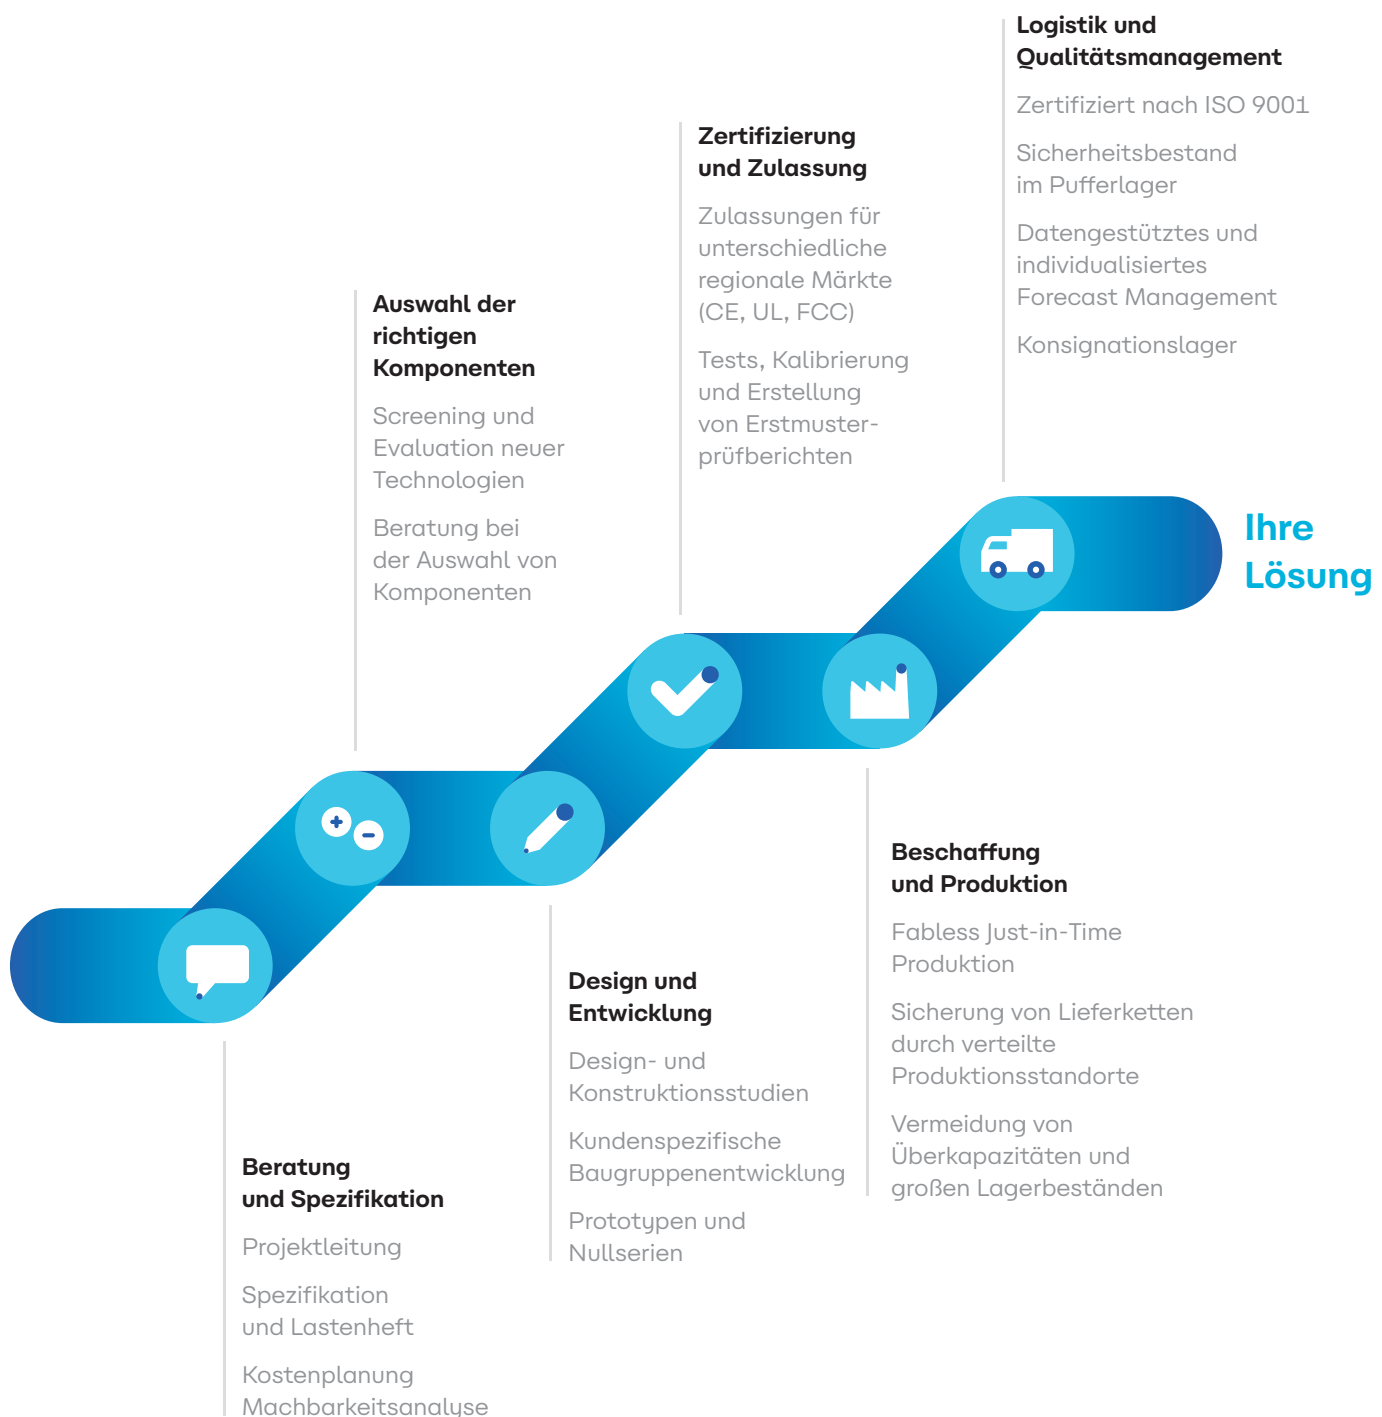 Logistik und
Qualitätsmanagement
Zertifiziert nach ISO 9001
Sicherheitsbestand
im Pufferlager
Datengestütztes und
individualisiertes
Forecast Management
Konsignationslager
Zertifizierung
und Zulassung
Zulassungen für
unterschiedliche
regionale Märkte
(CE, UL, FCC)
Tests, Kalibrierung
und Erstellung
von Erstmuster-
prüfberichten
Auswahl der
richtigen
Komponenten
Screening und
Evaluation neuer
Technologien
Beratung bei
der Auswahl von
Komponenten
Ihre
Lösung
Beschaffung
und Produktion
Fabless Just-in-Time
Produktion
Sicherung von Lieferketten
durch verteilte
Produktionsstandorte
Vermeidung von
Überkapazitäten und
großen Lagerbeständen
Design und
Entwicklung
Design- und
Konstruktionsstudien
Kundenspezifische
Baugruppenentwicklung
Prototypen und
Nullserien
Beratung
und Spezifikation
Projektleitung
Spezifikation
und Lastenheft
Kostenplanung
Machbarkeitsanalyse